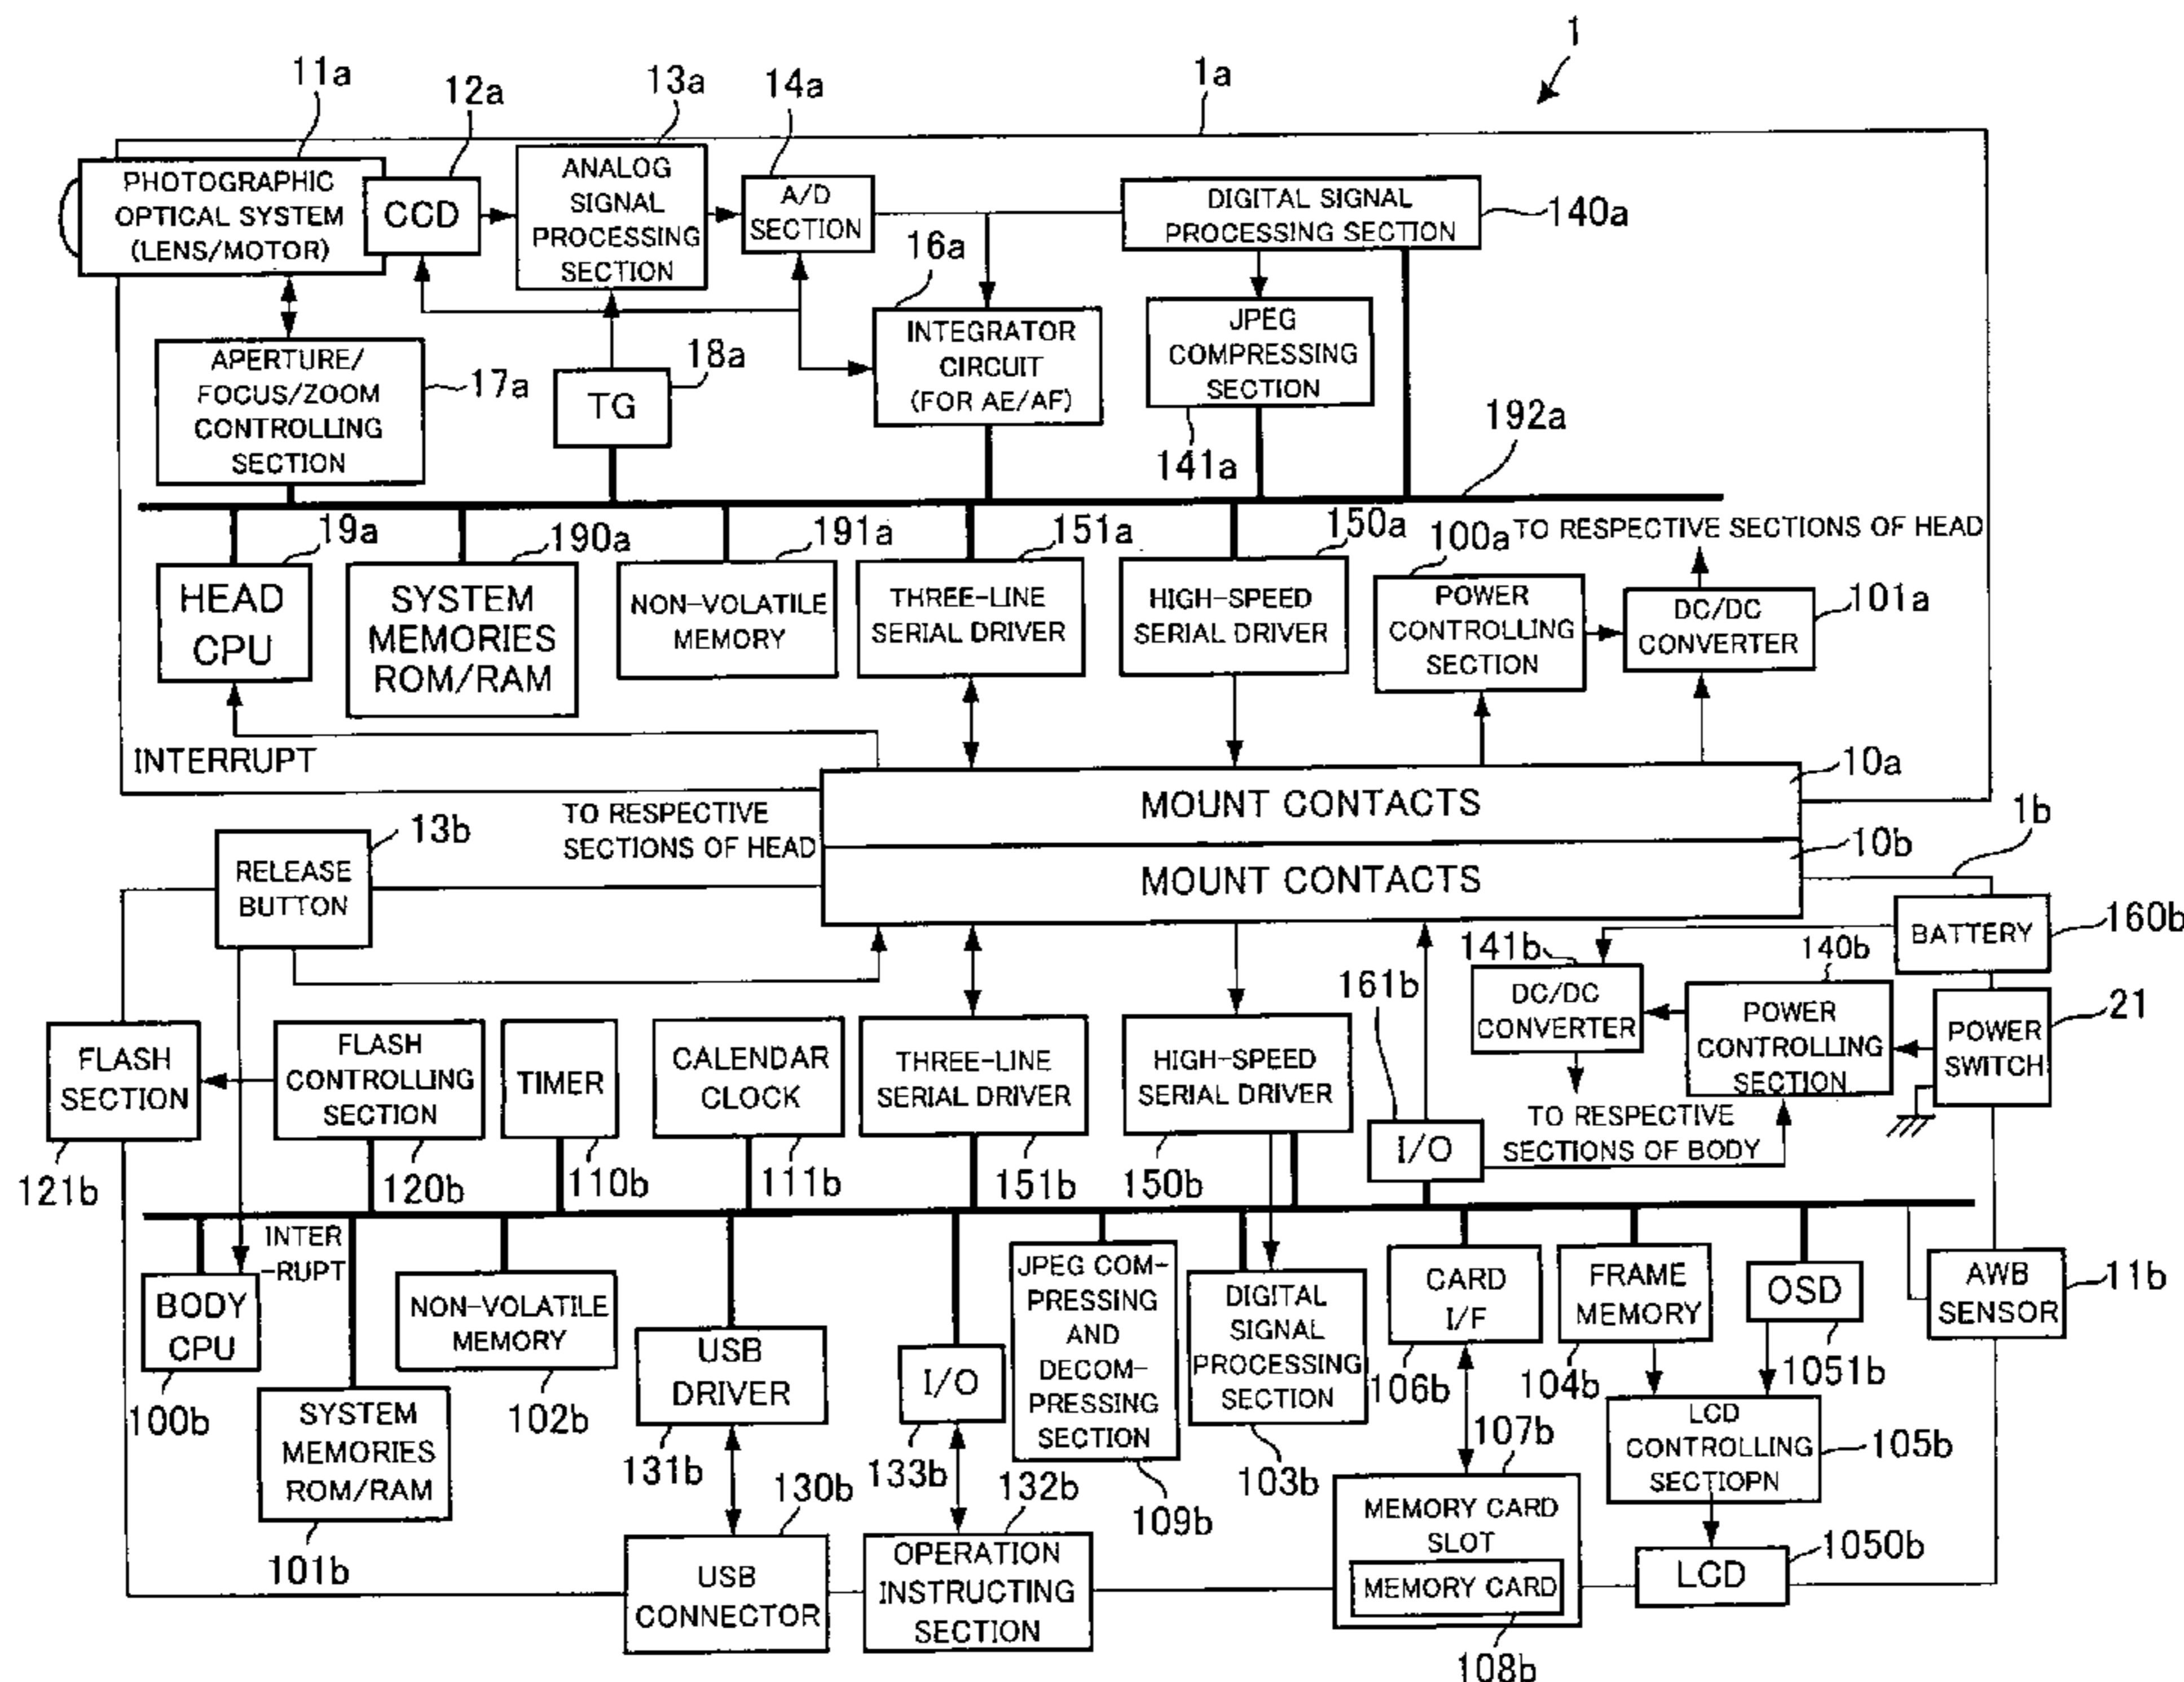 1
11a
12a
13a
14a
1a
PHOTOGRAPHIC
OPTICAL SYSTEM
(LENS/MOTOR)
CCD
ANALOG
SIGNAL
PROCESSING
SECTION
A/D
SECTION
DIGITAL SIGNAL
PROCESSING SECTION
140a
16a
INTEGRATOR
CIRCUIT
(FOR AE/AF)
JPEG
COMPRESSING
SECTION
141a
APERTURE/
FOCUS/ZOOM
CONTROLLING
SECTION
17a
TG
18a
192a
19a
190a
191a
151a
150a
100a
TO RESPECTIVE SECTIONS OF HEAD
HEAD
CPU
SYSTEM
MEMORIES
ROM/RAM
NON-VOLATILE
MEMORY
THREE-LINE
SERIAL DRIVER
HIGH-SPEED
SERIAL DRIVER
POWER
CONTROLLING
SECTION
DC/DC
CONVERTER
101a
INTERRUPT
10a
MOUNT CONTACTS
TO RESPECTIVE
SECTIONS OF HEAD
13b
RELEASE
BUTTON
MOUNT CONTACTS
10b
1b
BATTERY
160b
141b
140b
DC/DC
CONVERTER
POWER
CONTROLLING
SECTION
POWER
SWITCH
21
161b
FLASH
SECTION
121b
FLASH
CONTROLLING
SECTION
120b
TIMER
110b
CALENDAR
CLOCK
111b
THREE-LINE
SERIAL DRIVER
151b
HIGH-SPEED
SERIAL DRIVER
150b
I/O
TO RESPECTIVE
SECTIONS OF BODY
INTER
-RUPT
BODY
CPU
100b
SYSTEM
MEMORIES
ROM/RAM
101b
NON-VOLATILE
MEMORY
102b
USB
DRIVER
131b
130b
USB
CONNECTOR
I/O
133b
132b
OPERATION
INSTRUCTING
SECTION
JPEG COM-
PRESSING
AND
DECOM-
PRESSING
SECTION
109b
DIGITAL
SIGNAL
PROCESSING
SECTION
103b
CARD
I/F
106b
107b
MEMORY CARD
SLOT
MEMORY CARD
108b
FRAME
MEMORY
104b
OSD
1051b
LCD
CONTROLLING
SECTIOPN
105b
LCD
1050b
AWB
SENSOR
11b